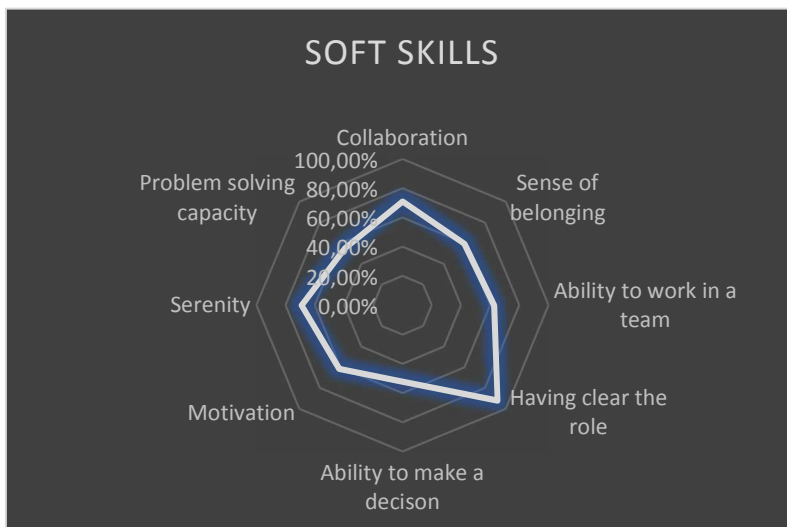 SOFT SKILLS
Collaboration
100,00%
80,00%
60,00%
40,00%
20,00%
0,00%
Sense of
belonging
Ability to work in a
team
Having clear the
role
Ability to make a
decison
Motivation
Serenity
Problem solving
capacity